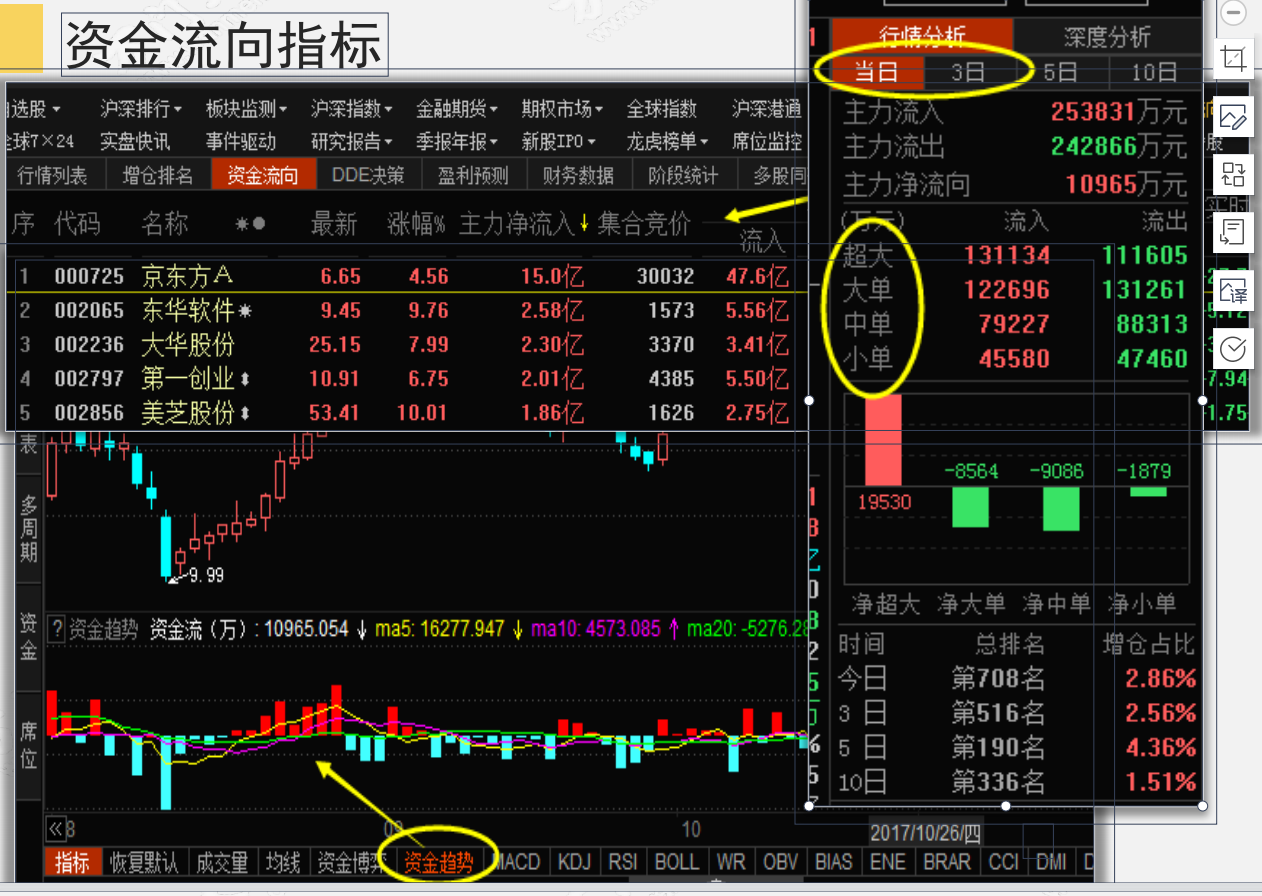 资金流向指标
选股 沪深排行 板块监测 沪深指数 金融期货 期权市场 全球指数 沪深港通
全球7×24 实盘快讯 事件驱动 研究报告 季报年报 新股IPO 龙虎榜单 席位监控
行情列表 增仓排名 资金流向 DDE决策 盈利预测 财务数据 阶段统计 多股同
序 代码 名称 最新 涨幅% 主力净流入↓ 集合竞价 流入
1 000725 京东方A 6.65 4.56 15.0亿 30032 47.6亿
2 002065 东华软件 9.45 9.76 2.58亿 1573 5.56亿
3 002236 大华股份 25.15 7.99 2.30亿 3370 3.41亿
4 002797 第一创业 10.91 6.75 2.01亿 4385 5.50亿
5 002856 美芝股份 53.41 10.01 1.86亿 1626 2.75亿
行情分析 深度分析
当日 3日 5日 10日
主力流入 253831万元
主力流出 242866万元
主力净流向 10965万元
(万元) 流入 流出
超大 131134 111605
大单 122696 131261
中单 79227 88313
小单 45580 47460
19530 -8564 -9086 -1879
净超大 净大单 净中单 净小单
时间 总排名 增仓占比
今日 第708名 2.86%
3日 第516名 2.56%
5日 第190名 4.36%
10日 第336名 1.51%
实时
译
-7.94
-1.75
表
多周期
资金
席位
9.99
? 资金趋势 资金流（万）: 10965.054 ↓ ma5: 16277.947 ↓ ma10: 4573.085 ↑ ma20: -5276.28
«8 09 10 2017/10/26/四
指标 恢复默认 成交量 均线 资金博弈 资金趋势 MACD KDJ RSI BOLL WR OBV BIAS ENE BRAR CCI DMI